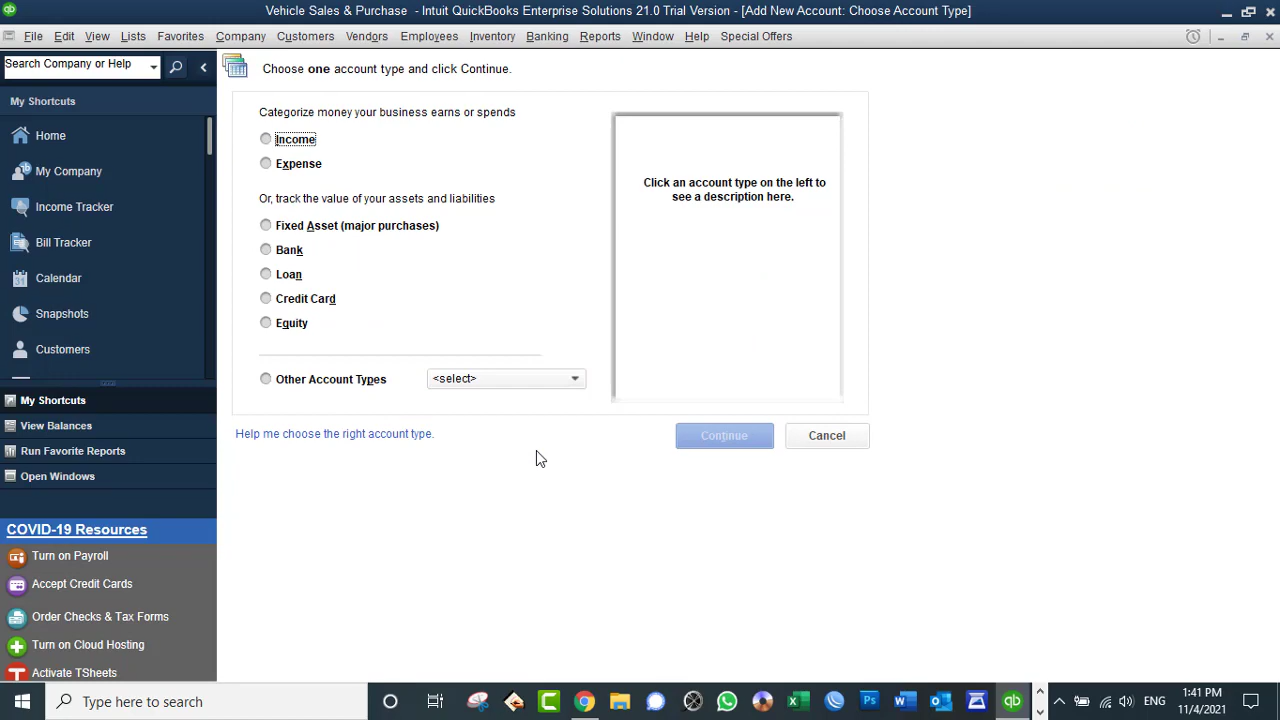 Vehicle Sales & Purchase - Intuit QuickBooks Enterprise Solutions 21.0 Trial Version - [Add New Account: Choose Account Type]
File Edit View Lists Favorites Company Customers Vendors Employees Inventory Banking Reports Window Help Special Offers
Search Company or Help
My Shortcuts
Home
My Company
Income Tracker
Bill Tracker
Calendar
Snapshots
Customers
My Shortcuts
View Balances
Run Favorite Reports
Open Windows
COVID-19 Resources
Turn on Payroll
Accept Credit Cards
Order Checks & Tax Forms
Turn on Cloud Hosting
Activate TSheets
Choose one account type and click Continue.
Categorize money your business earns or spends
Income
Expense
Or, track the value of your assets and liabilities
Fixed Asset (major purchases)
Bank
Loan
Credit Card
Equity
Other Account Types <select>
Click an account type on the left to
see a description here.
Help me choose the right account type.
Continue Cancel
Type here to search
ENG
1:41 PM
11/4/2021